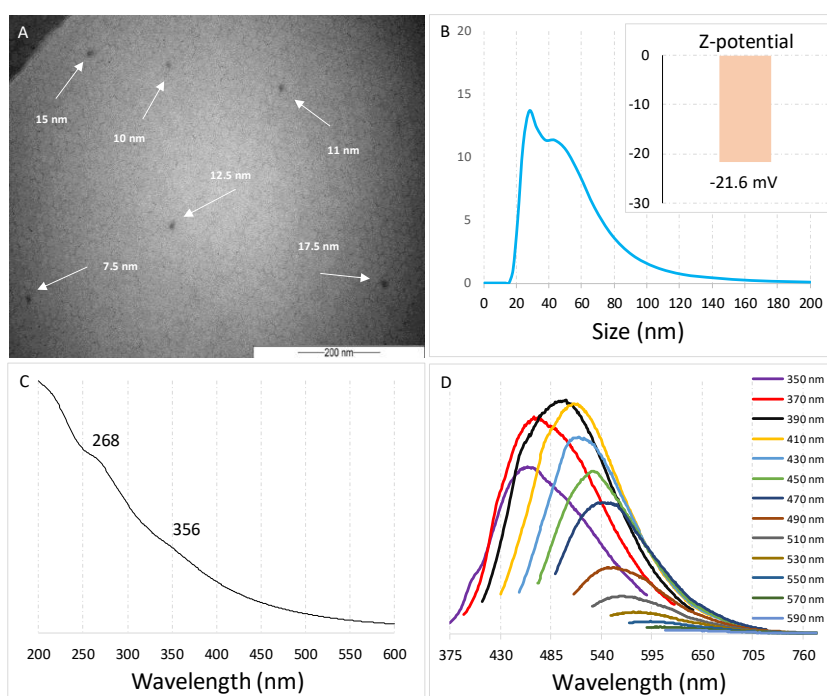 A
15 nm
10 nm
11 nm
12.5 nm
7.5 nm
17.5 nm
200 nm
B
20
15
10
5
0
0 20 40 60 80 100 120 140 160 180 200
Size (nm)
Z-potential
0
-10
-20
-30
-21.6 mV
C
268
356
200 250 300 350 400 450 500 550 600
Wavelength (nm)
D
350 nm
370 nm
390 nm
410 nm
430 nm
450 nm
470 nm
490 nm
510 nm
530 nm
550 nm
570 nm
590 nm
375 430 485 540 595 650 705 760
Wavelength (nm)